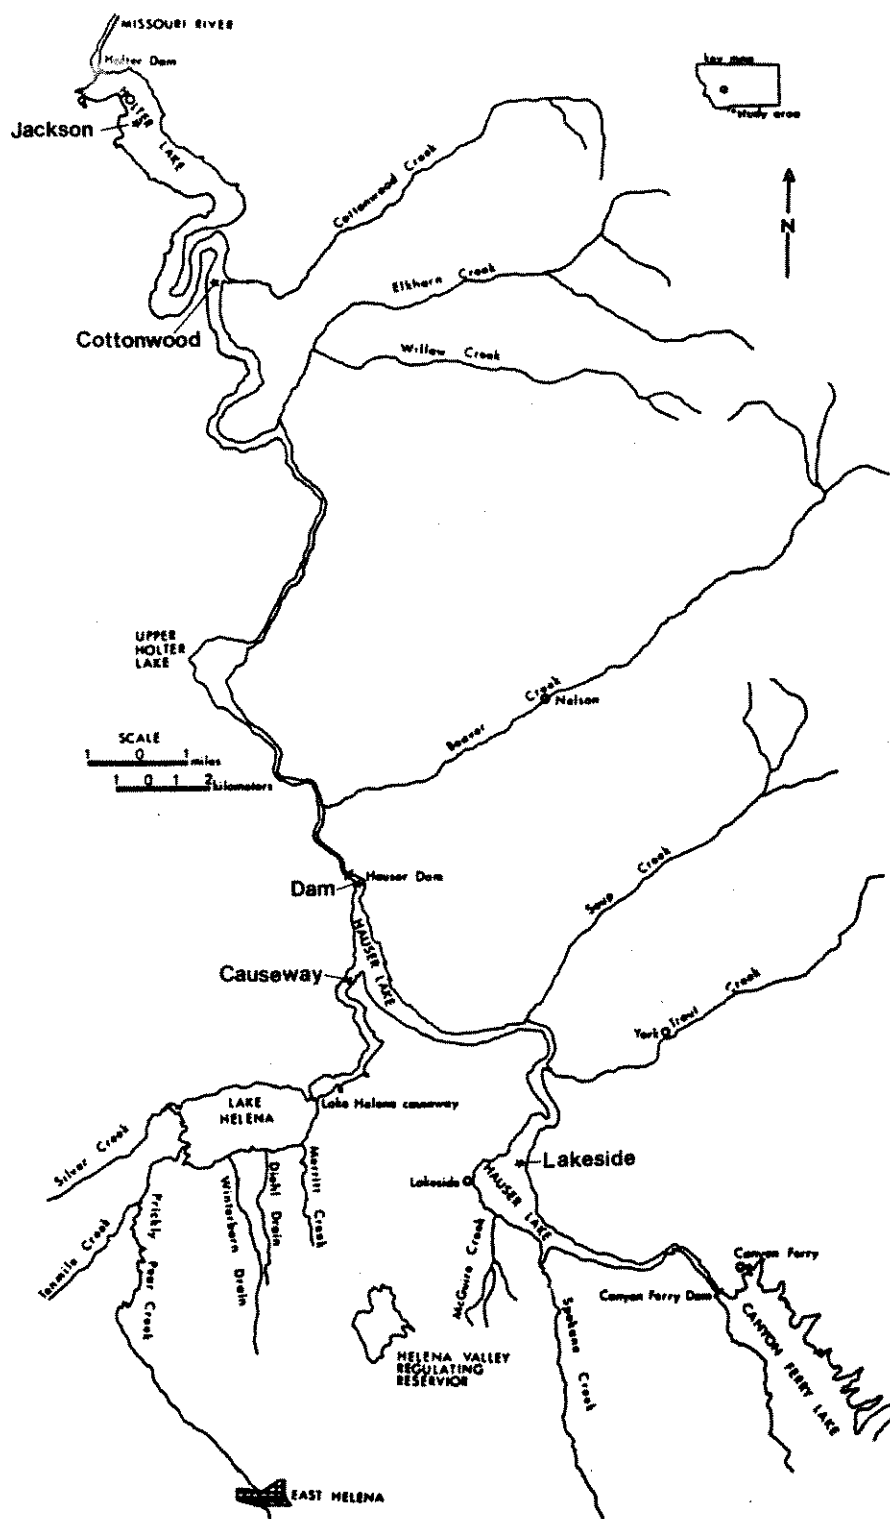 MISSOURI RIVER
Holter Dam
HOLTER LAKE
Jackson
key map
study area
N
Cottonwood Creek
Elkhorn Creek
Cottonwood
Willow Creek
UPPER
HOLTER
LAKE
Beaver Creek
Nelson
SCALE
1 0 1 miles
1 0 1 2 kilometers
Hauser Dam
Dam
HAUSER LAKE
Soup Creek
Causeway
York
Trout Creek
LAKE
HELENA
Lake Helena causeway
Silver Creek
Lakeside
Lakeside
HAUSER LAKE
Tenmile Creek
Prickly Pear Creek
Winterborn Drain
Diehl Drain
Merritt Creek
McGuire Creek
Spokane Creek
Canyon Ferry
Canyon Ferry Dam
CANYON FERRY LAKE
HELENA VALLEY
REGULATING
RESERVIOR
EAST HELENA